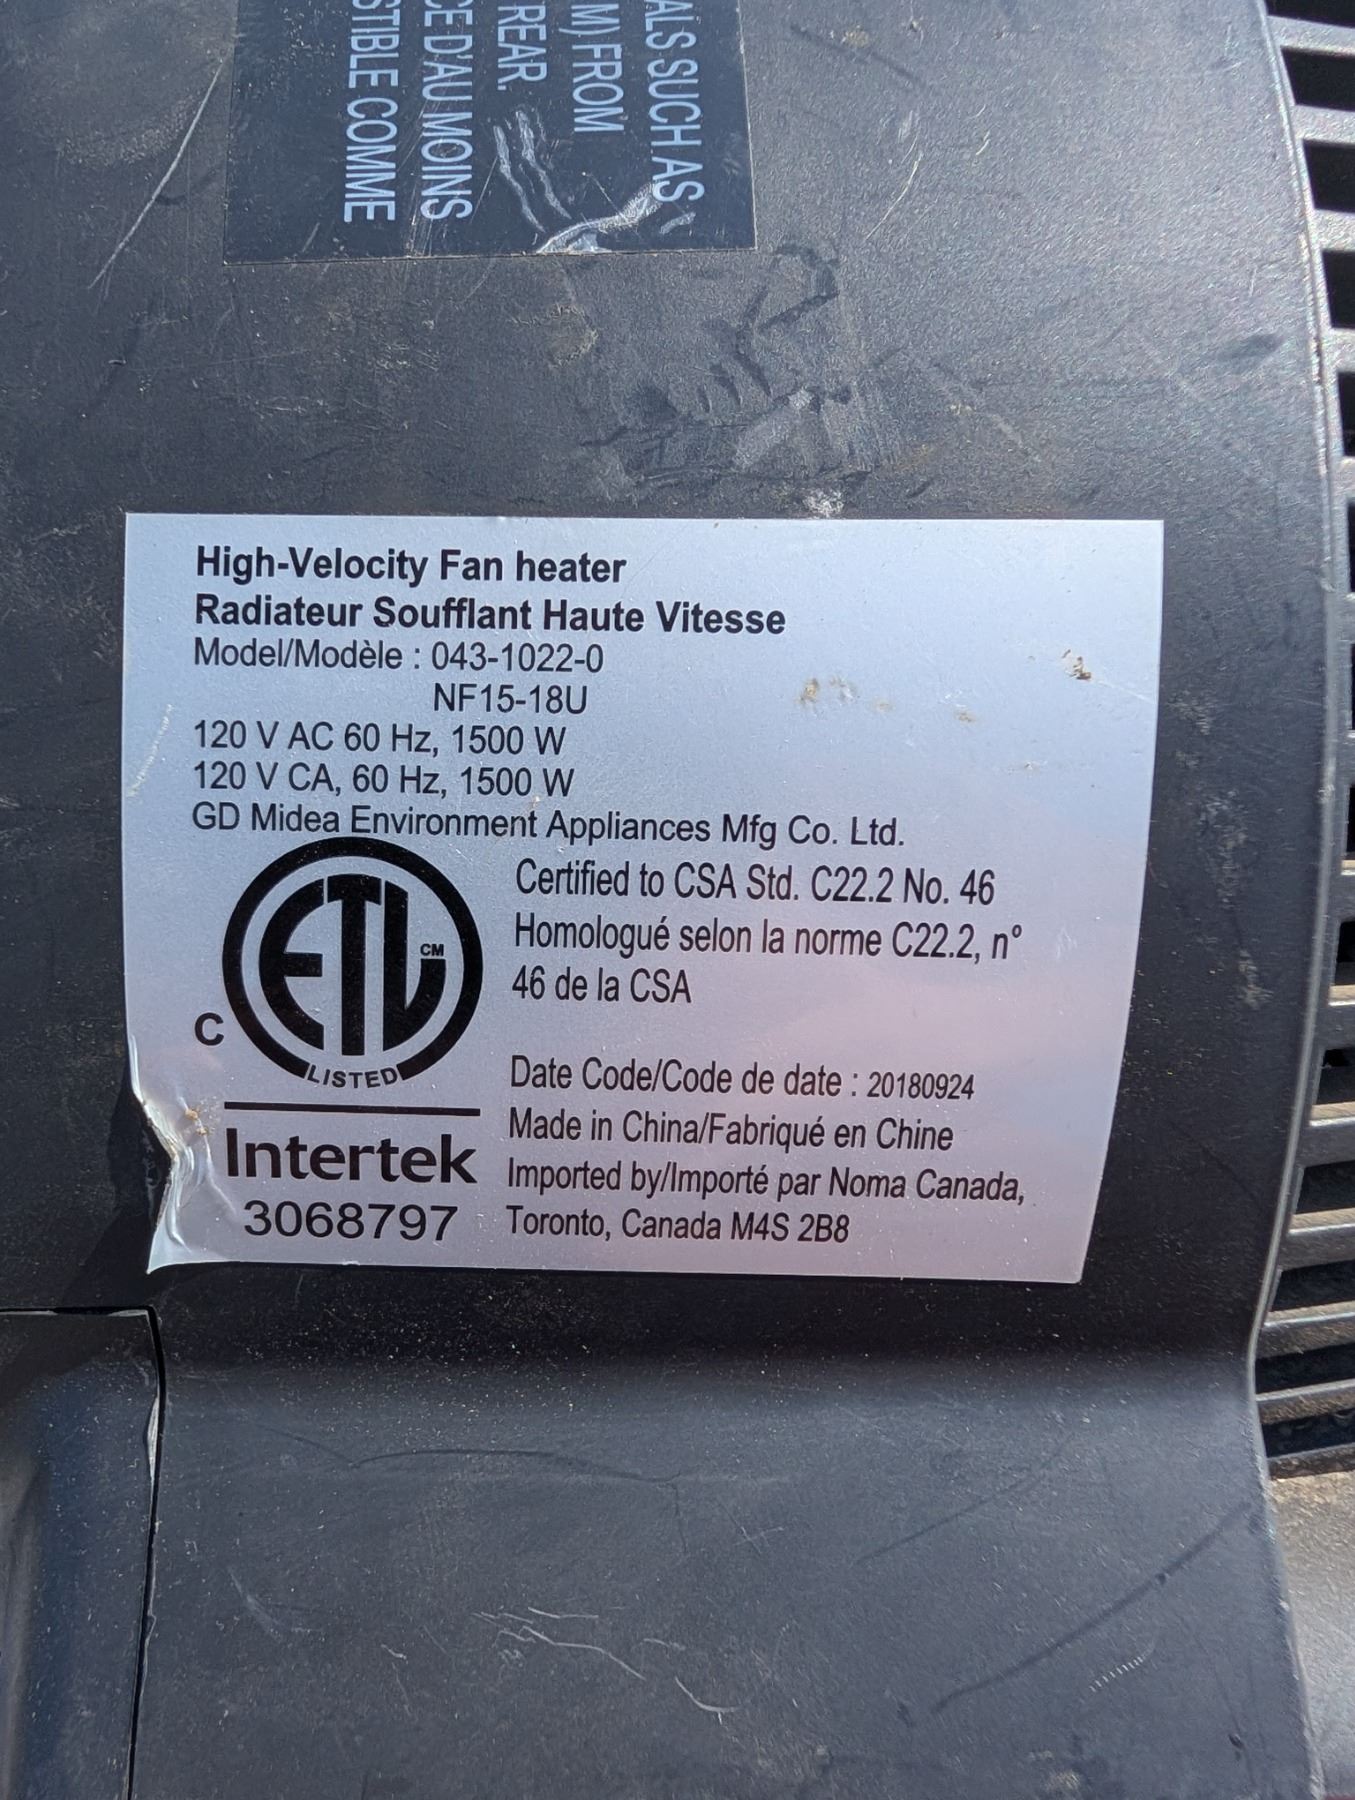 ALS SUCH AS
M) FROM
REAR.
CE D'AU MOINS
STIBLE COMME
High-Velocity Fan heater
Radiateur Soufflant Haute Vitesse
Model/Modèle : 043-1022-0
NF15-18U
120 V AC 60 Hz, 1500 W
120 V CA, 60 Hz, 1500 W
GD Midea Environment Appliances Mfg Co. Ltd.
Certified to CSA Std. C22.2 No. 46
Homologué selon la norme C22.2, n°
46 de la CSA
C
ETL
CM
LISTED
Intertek
3068797
Date Code/Code de date : 20180924
Made in China/Fabriqué en Chine
Imported by/Importé par Noma Canada,
Toronto, Canada M4S 2B8